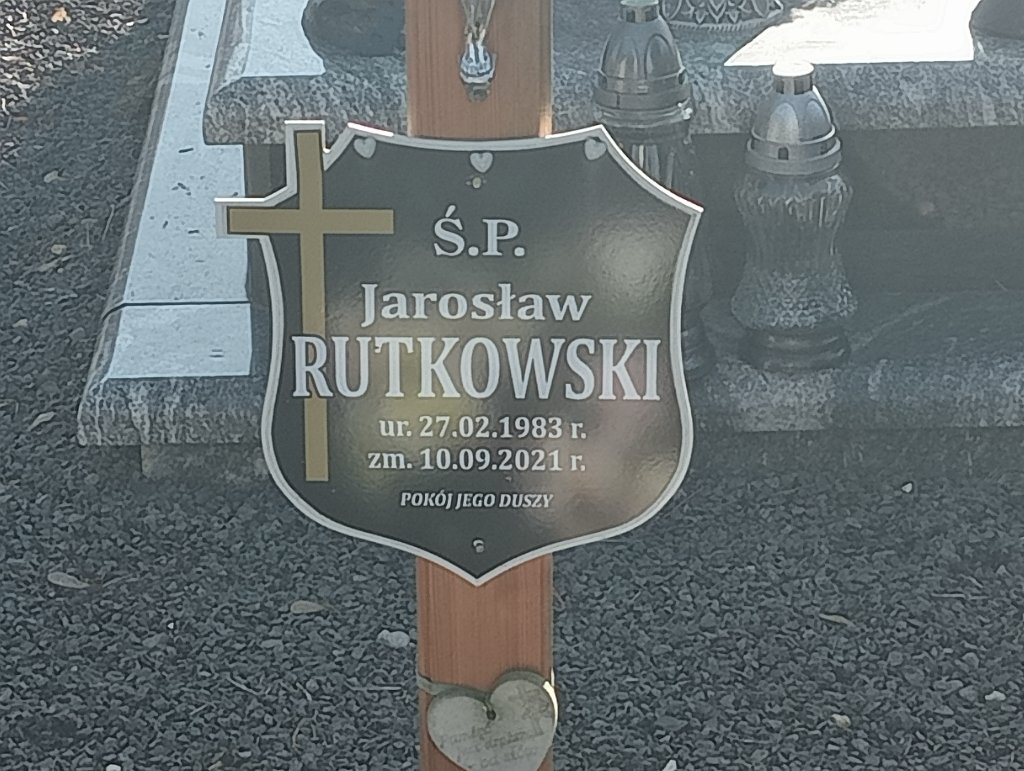 Ś.P.
Jarosław
RUTKOWSKI
ur. 27.02.1983 r.
zm. 10.09.2021 r.
POKÓJ JEGO DUSZY